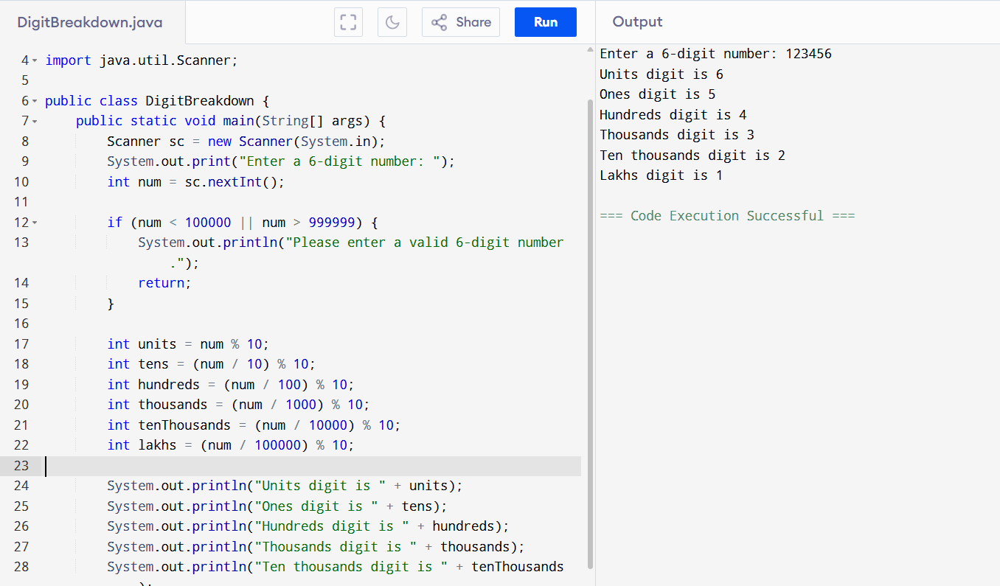 DigitBreakdown.java
Share
Run
Output
4 import java.util.Scanner;
5
6 public class DigitBreakdown {
7     public static void main(String[] args) {
8         Scanner sc = new Scanner(System.in);
9         System.out.print("Enter a 6-digit number: ");
10         int num = sc.nextInt();
11
12         if (num < 100000 || num > 999999) {
13             System.out.println("Please enter a valid 6-digit number
.");
14             return;
15         }
16
17         int units = num % 10;
18         int tens = (num / 10) % 10;
19         int hundreds = (num / 100) % 10;
20         int thousands = (num / 1000) % 10;
21         int tenThousands = (num / 10000) % 10;
22         int lakhs = (num / 100000) % 10;
23
24         System.out.println("Units digit is " + units);
25         System.out.println("Ones digit is " + tens);
26         System.out.println("Hundreds digit is " + hundreds);
27         System.out.println("Thousands digit is " + thousands);
28         System.out.println("Ten thousands digit is " + tenThousands
);
Enter a 6-digit number: 123456
Units digit is 6
Ones digit is 5
Hundreds digit is 4
Thousands digit is 3
Ten thousands digit is 2
Lakhs digit is 1
=== Code Execution Successful ===